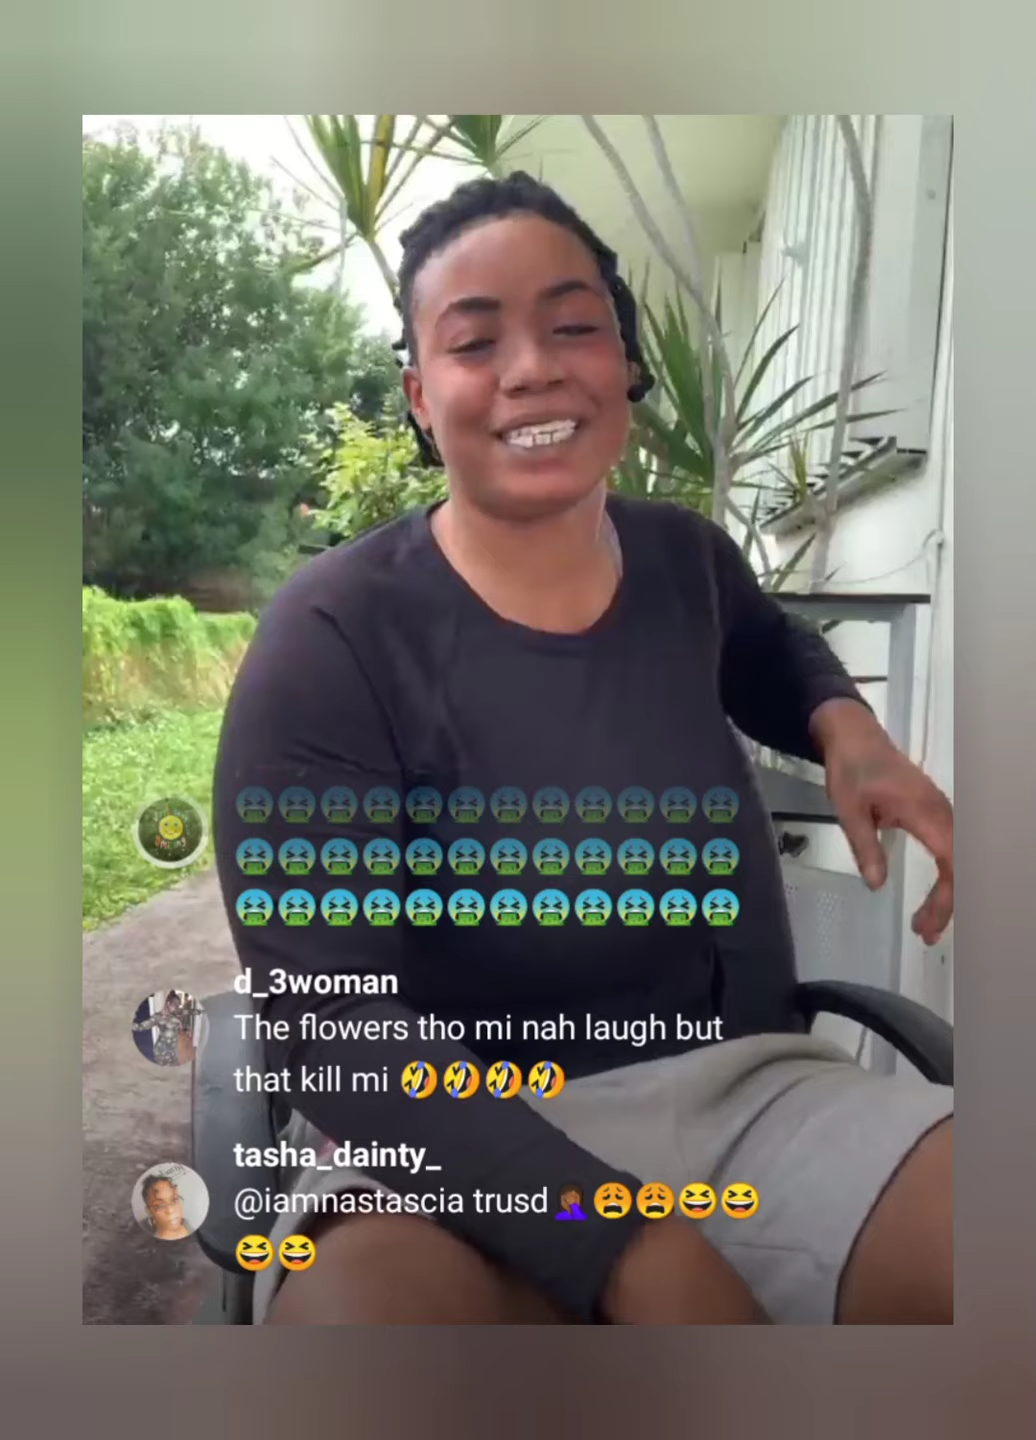 🤮🤮🤮🤮🤮🤮🤮🤮🤮🤮🤮🤮
🤮🤮🤮🤮🤮🤮🤮🤮🤮🤮🤮🤮
🤮🤮🤮🤮🤮🤮🤮🤮🤮🤮🤮🤮
d_3woman
The flowers tho mi nah laugh but
that kill mi 🤣🤣🤣🤣
tasha_dainty_
@iamnastascia trusd🤦🏾‍♀️😩😩😆😆
😆😆